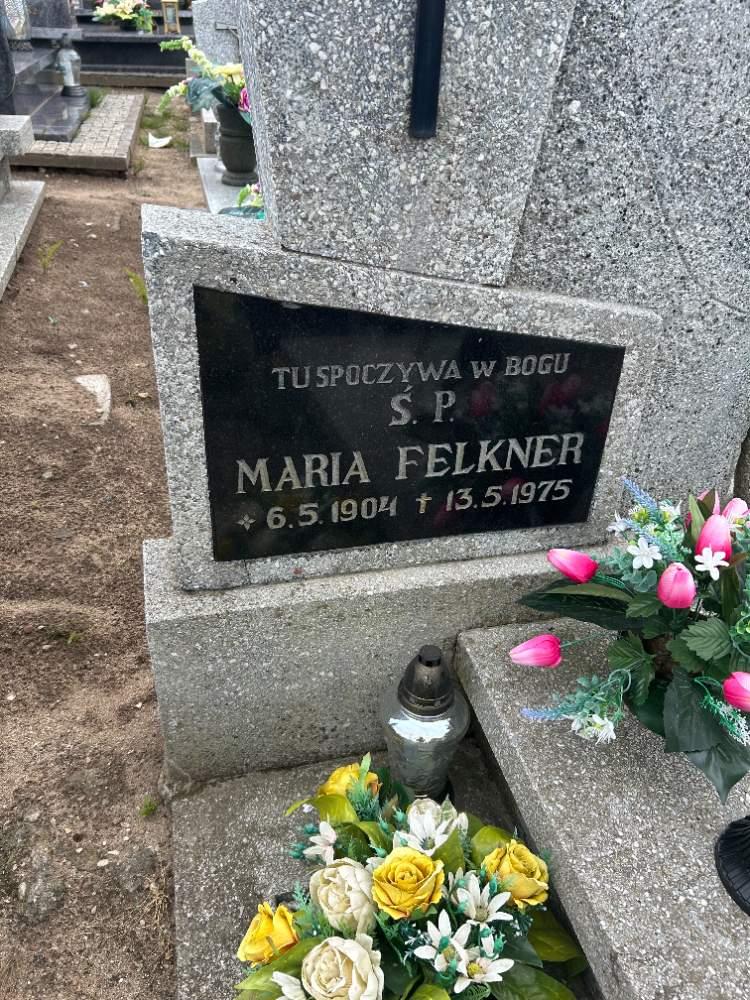 TU SPOCZYWA W BOGU
Ś. P.
MARIA FELKNER
6.5.1904 † 13.5.1975